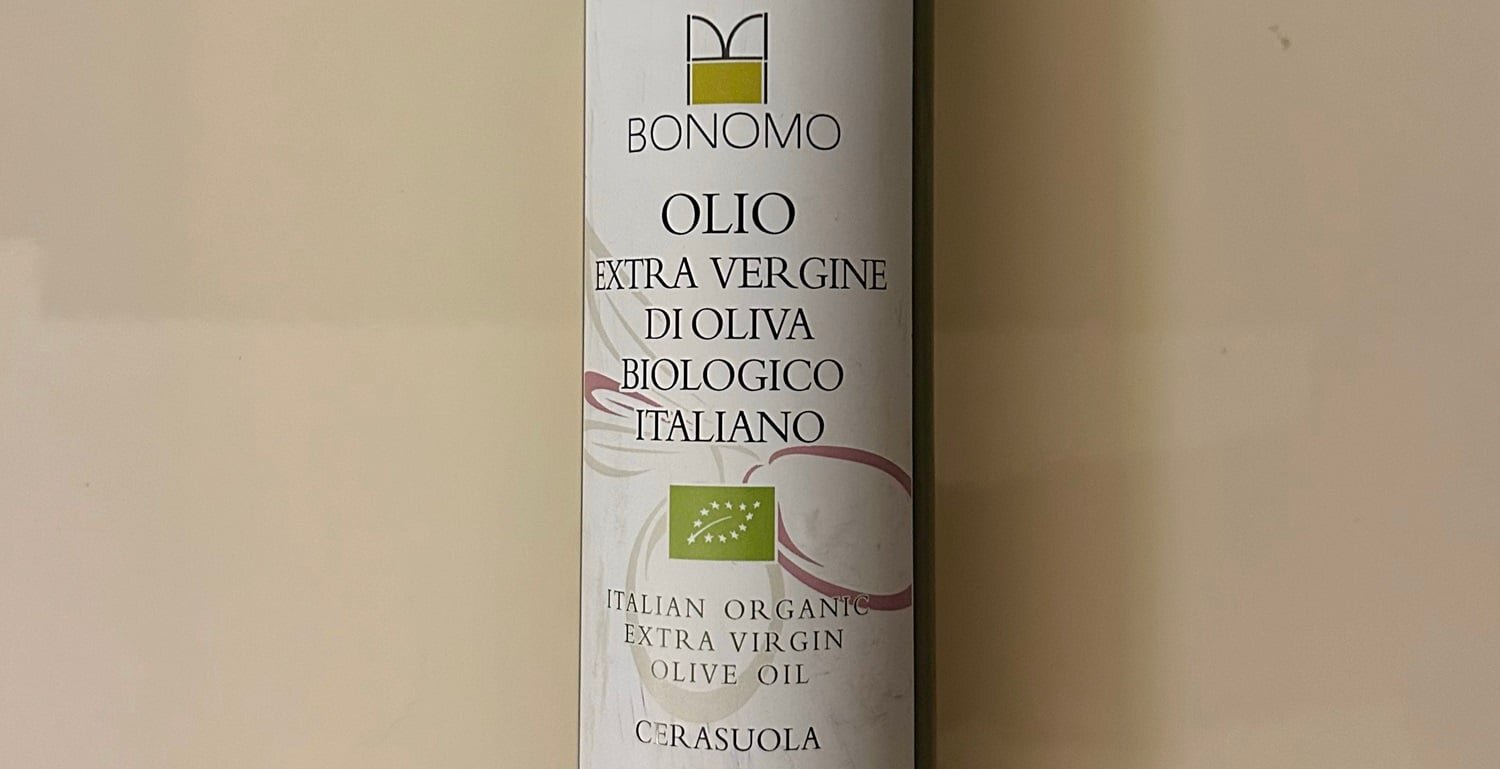 BONOMO
OLIO
EXTRA VERGINE
DI OLIVA
BIOLOGICO
ITALIANO
ITALIAN ORGANIC
EXTRA VIRGIN
OLIVE OIL
CERASUOLA